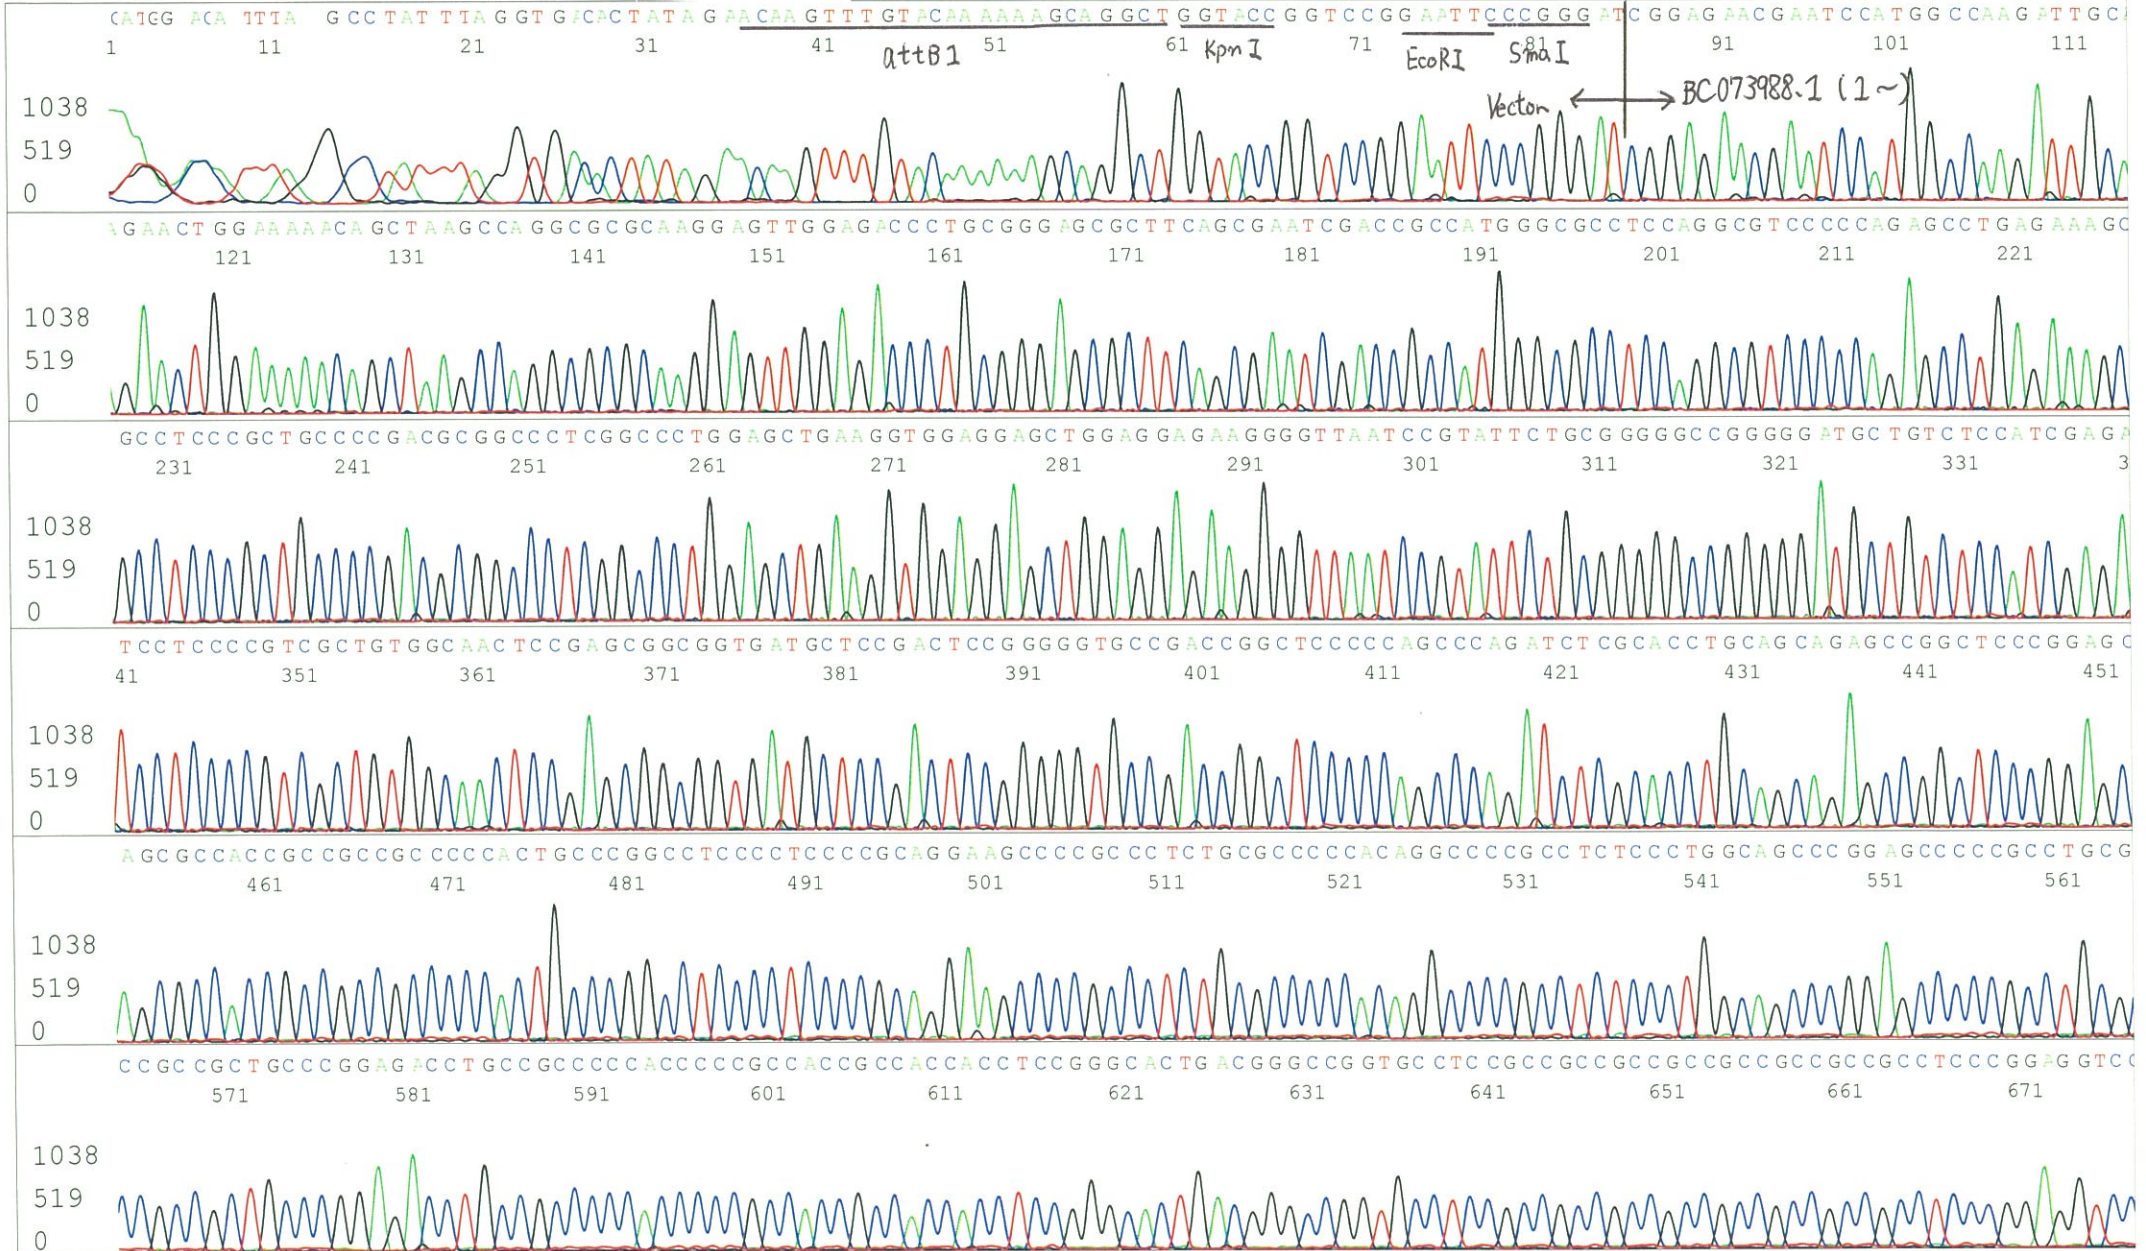 CATGG ACA TTTA GCCTATTTAGGTGACACTATAGAACAAGTTTGTACAAAAAAGCAGGCTGGTACCGGTCCGGAATTCCCGGGATCGGAGAACGAATCCATGGCCAAGATTGCA
1 11 21 31 41 51 61 71 81 91 101 111
attB1 KpnI EcoRI SmaI
Vector ↔ BC073988.1 (1~)
1038
519
0
AGAACTGGAAAAACAGCTAAGCCAGGCGCGCAAGGAGTTGGAGACCCTGCGGGAGCGCTTCAGCGAATCGACCGCCATGGGCGCCTCCAGGCGTCCCCCAGAGCCTGAGAAAGC
121 131 141 151 161 171 181 191 201 211 221
1038
519
0
GCCTCCCGCTGCCCCGACGCGGCCCTCGGCCCTGGAGCTGAAGGTGGAGGAGCTGGAGGAGAAGGGGTTAATCCGTATTCTGCGGGGGCCGGGGGATGCTGTCTCCATCGAGA
231 241 251 261 271 281 291 301 311 321 331 3
1038
519
0
TCCTCCCCGTCGCTGTGGCAACTCCGAGCGGCGGTGATGCTCCGACTCCGGGGGTGCCGACCGGCTCCCCCAGCCCAGATCTCGCACCTGCAGCAGAGCCGGCTCCCGGAGC
41 351 361 371 381 391 401 411 421 431 441 451
1038
519
0
AGCGCCACCGCCGCCGCCCCCACTGCCCGGCCTCCCCTCCCCGCAGGAAGCCCCGCCCTCTGCGCCCCCACAGGCCCCGCCTCTCCCTGGCAGCCCGGAGCCCCCGCCTGCG
461 471 481 491 501 511 521 531 541 551 561
1038
519
0
CCGCCGCTGCCCGGAGACCTGCCGCCCCCACCCCCGCCACCGCCACCACCTCCGGGCACTGACGGGCCGGTGCCTCCGCCGCCGCCGCCGCCGCCGCCGCCTCCCGGAGGTCC
571 581 591 601 611 621 631 641 651 661 671
1038
519
0